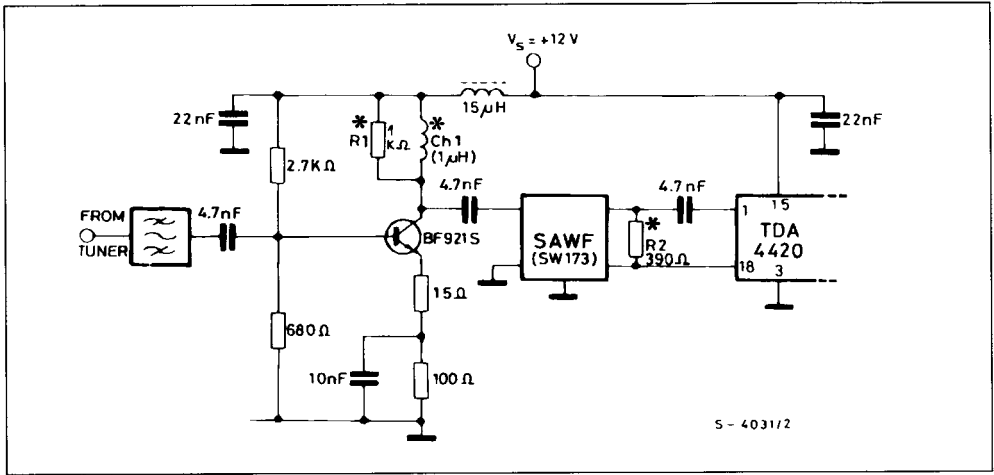 Vs = +12 V
22nF
*
R1
1
KΩ
*
Ch1
(1µH)
15µH
22nF
2.7KΩ
4.7nF
4.7nF
FROM
TUNER
4.7nF
BF921S
SAWF
(SW173)
*
R2
390Ω
1
15
TDA
4420
18
3
15Ω
680Ω
10nF
100Ω
S - 4031/2